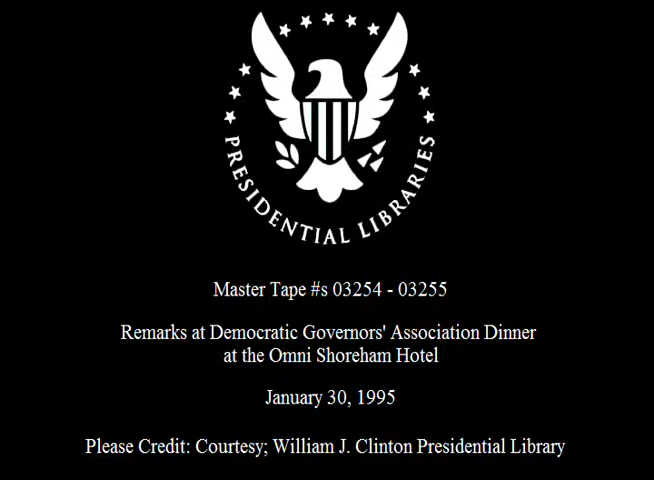 PRESIDENTIAL LIBRARIES
Master Tape #s 03254 - 03255
Remarks at Democratic Governors' Association Dinner
at the Omni Shoreham Hotel
January 30, 1995
Please Credit: Courtesy; William J. Clinton Presidential Library